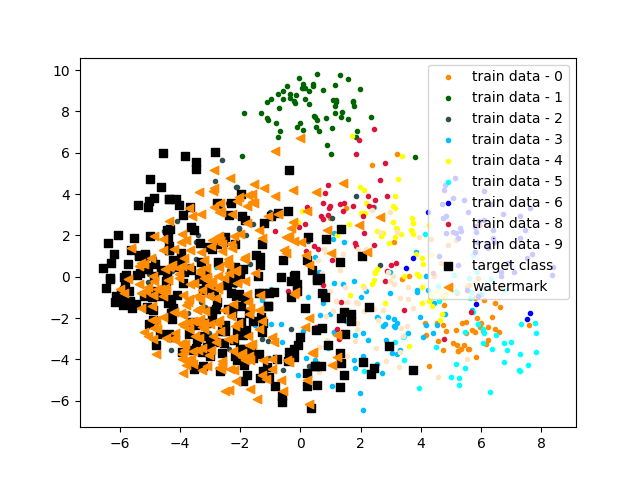 10
8
6
4
2
0
−2
−4
−6
−6
−4
−2
0
2
4
6
8
train data - 0
train data - 1
train data - 2
train data - 3
train data - 4
train data - 5
train data - 6
train data - 8
train data - 9
target class
watermark